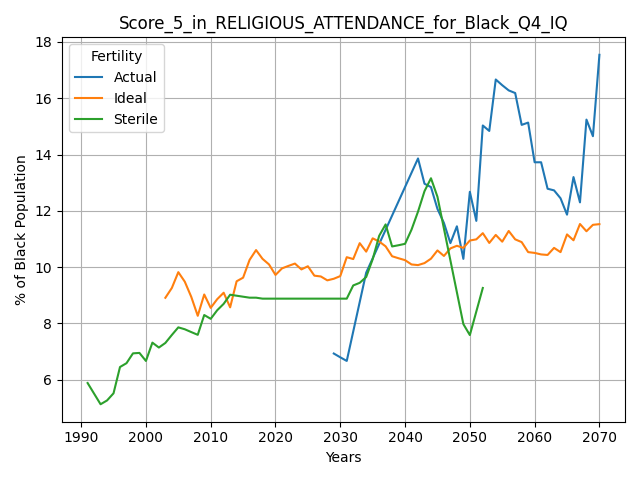 Score_5_in_RELIGIOUS_ATTENDANCE_for_Black_Q4_IQ
Fertility
Actual
Ideal
Sterile
% of Black Population
18
16
14
12
10
8
6
1990 2000 2010 2020 2030 2040 2050 2060 2070
Years